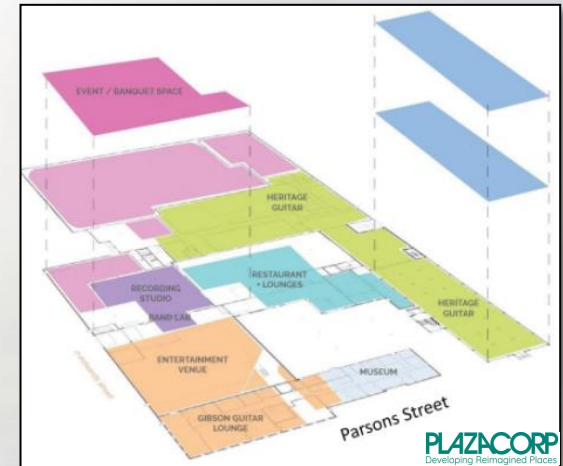 EVENT / BANQUET SPACE
HERITAGE
GUITAR
RESTAURANT
+ LOUNGES
RECORDING
STUDIO
BAND LAB
HERITAGE
GUITAR
ENTERTAINMENT
VENUE
MUSEUM
GIBSON GUITAR
LOUNGE
Parsons Street
PLAZACORP
Developing Reimagined Places